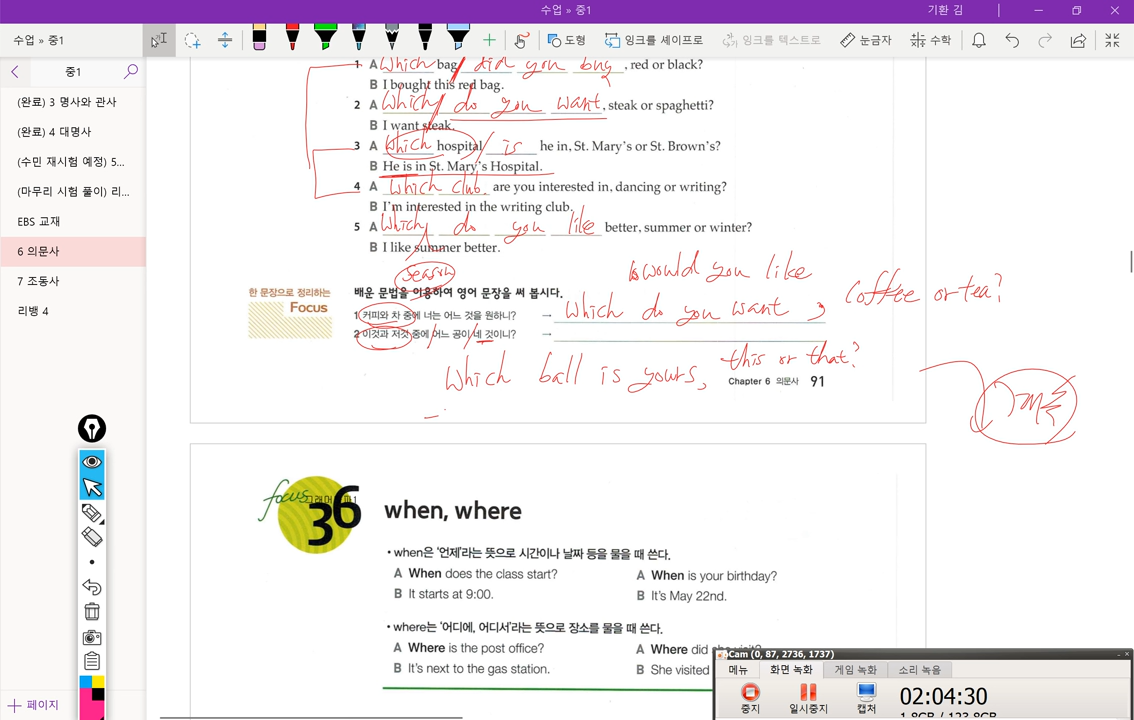 수업 » 중1
기환 김
수업 » 중1
도형
잉크를 셰이프로
잉크를 텍스트로
눈금자
수학
중1
(완료) 3 명사와 관사
(완료) 4 대명사
(수민 재시험 예정) 5...
(마무리 시험 풀이) 리...
EBS 교재
6 의문사
7 조동사
리뱅 4
페이지
1 A Which bag did you buy, red or black?
B I bought this red bag.
2 A Which do you want, steak or spaghetti?
B I want steak.
3 A Which hospital is he in, St. Mary's or St. Brown's?
B He is in St. Mary's Hospital.
4 A Which club are you interested in, dancing or writing?
B I'm interested in the writing club.
5 A Which do you like better, summer or winter?
B I like summer better.
season
would you like
한 문장으로 정리하는
Focus
배운 문법을 이용하여 영어 문장을 써 봅시다.
1 커피와 차 중에 너는 어느 것을 원하니? → Which do you want, coffee or tea?
2 이것과 저것 중에 어느 공이 네 것이니? →
Which ball is yours, this or that?
Chapter 6 의문사 91
focus
36
when, where
• when은 '언제'라는 뜻으로 시간이나 날짜 등을 물을 때 쓴다.
A When does the class start?
A When is your birthday?
B It starts at 9:00.
B It's May 22nd.
• where는 '어디에, 어디서'라는 뜻으로 장소를 물을 때 쓴다.
A Where is the post office?
A Where did she visit?
B It's next to the gas station.
B She visited
Cam (0, 87, 2736, 1737)
메뉴
화면 녹화
게임 녹화
소리 녹음
중지
일시중지
캡처
02:04:30
1.8GB / 123.8GB